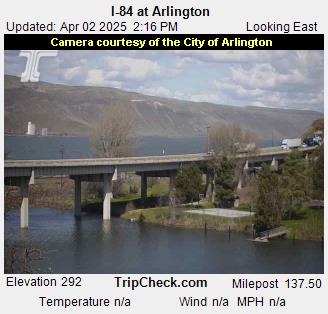 I-84 at Arlington
Updated: Apr 02 2025 2:16 PM Looking East
Camera courtesy of the City of Arlington
Elevation 292 TripCheck.com Milepost 137.50
Temperature n/a Wind n/a MPH n/a